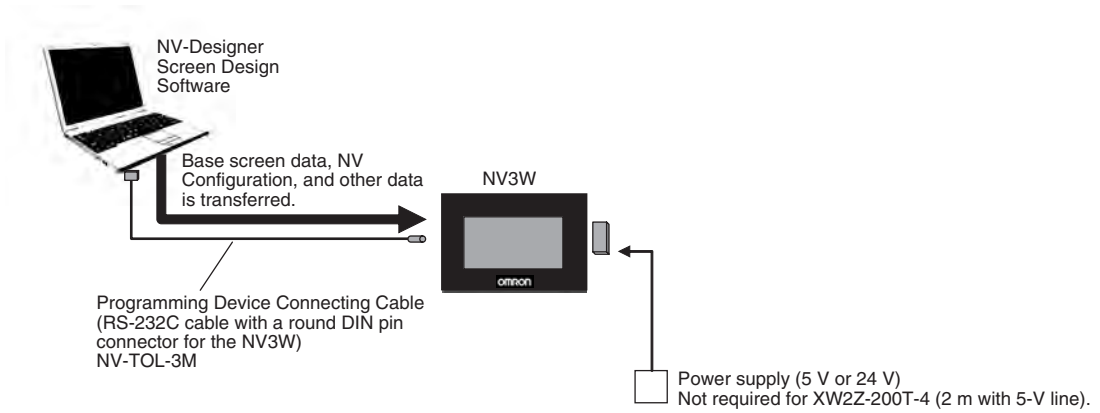 NV-Designer
Screen Design
Software
Base screen data, NV
Configuration, and other data
is transferred.
NV3W
OMRON
Programming Device Connecting Cable
(RS-232C cable with a round DIN pin
connector for the NV3W)
NV-TOL-3M
Power supply (5 V or 24 V)
Not required for XW2Z-200T-4 (2 m with 5-V line).